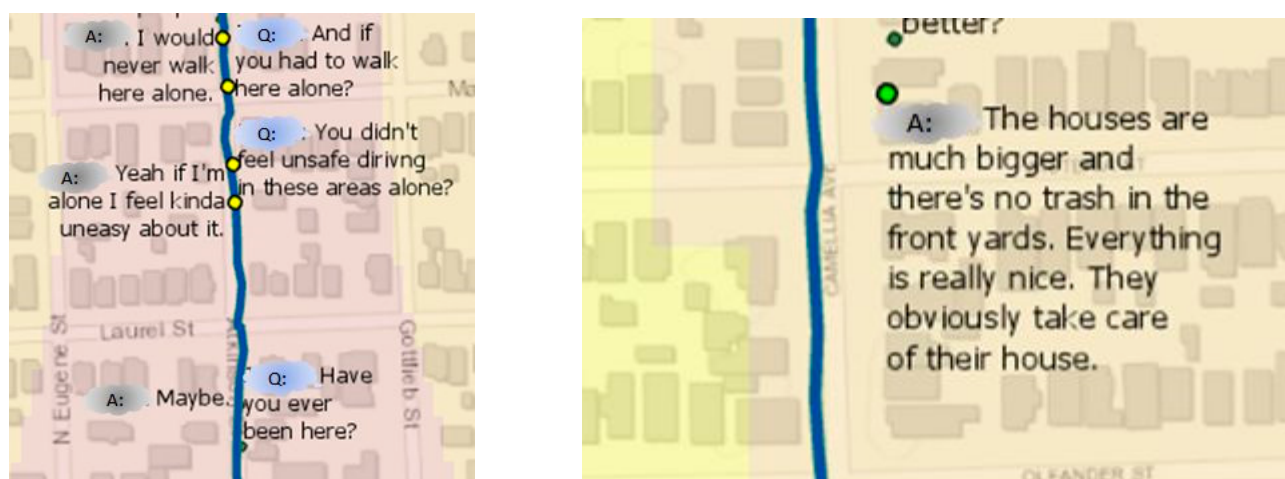 A: . I would
never walk
here alone.
Q: And if
you had to walk
here alone?
Q: : You didn't
feel unsafe dirivng
in these areas alone?
A: Yeah if I'm
alone I feel kinda
uneasy about it.
Laurel St
N Eugene St
Gottlieb St
A: . Maybe.
Q: Have
you ever
been here?
better?
A: The houses are
much bigger and
there's no trash in the
front yards. Everything
is really nice. They
obviously take care
of their house.
CAMELLIA AVE
OLEANDER ST